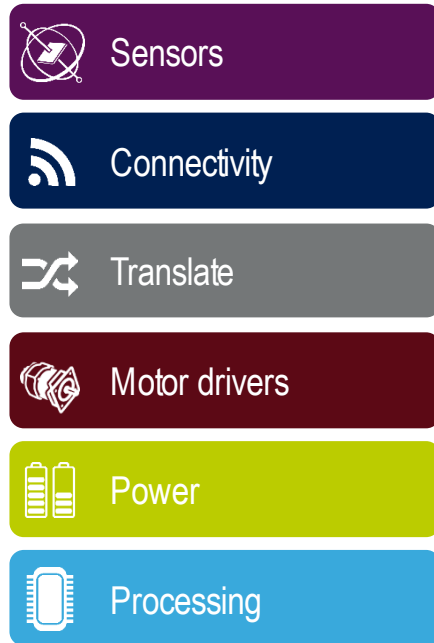 Sensors
Connectivity
Translate
Motor drivers
Power
Processing